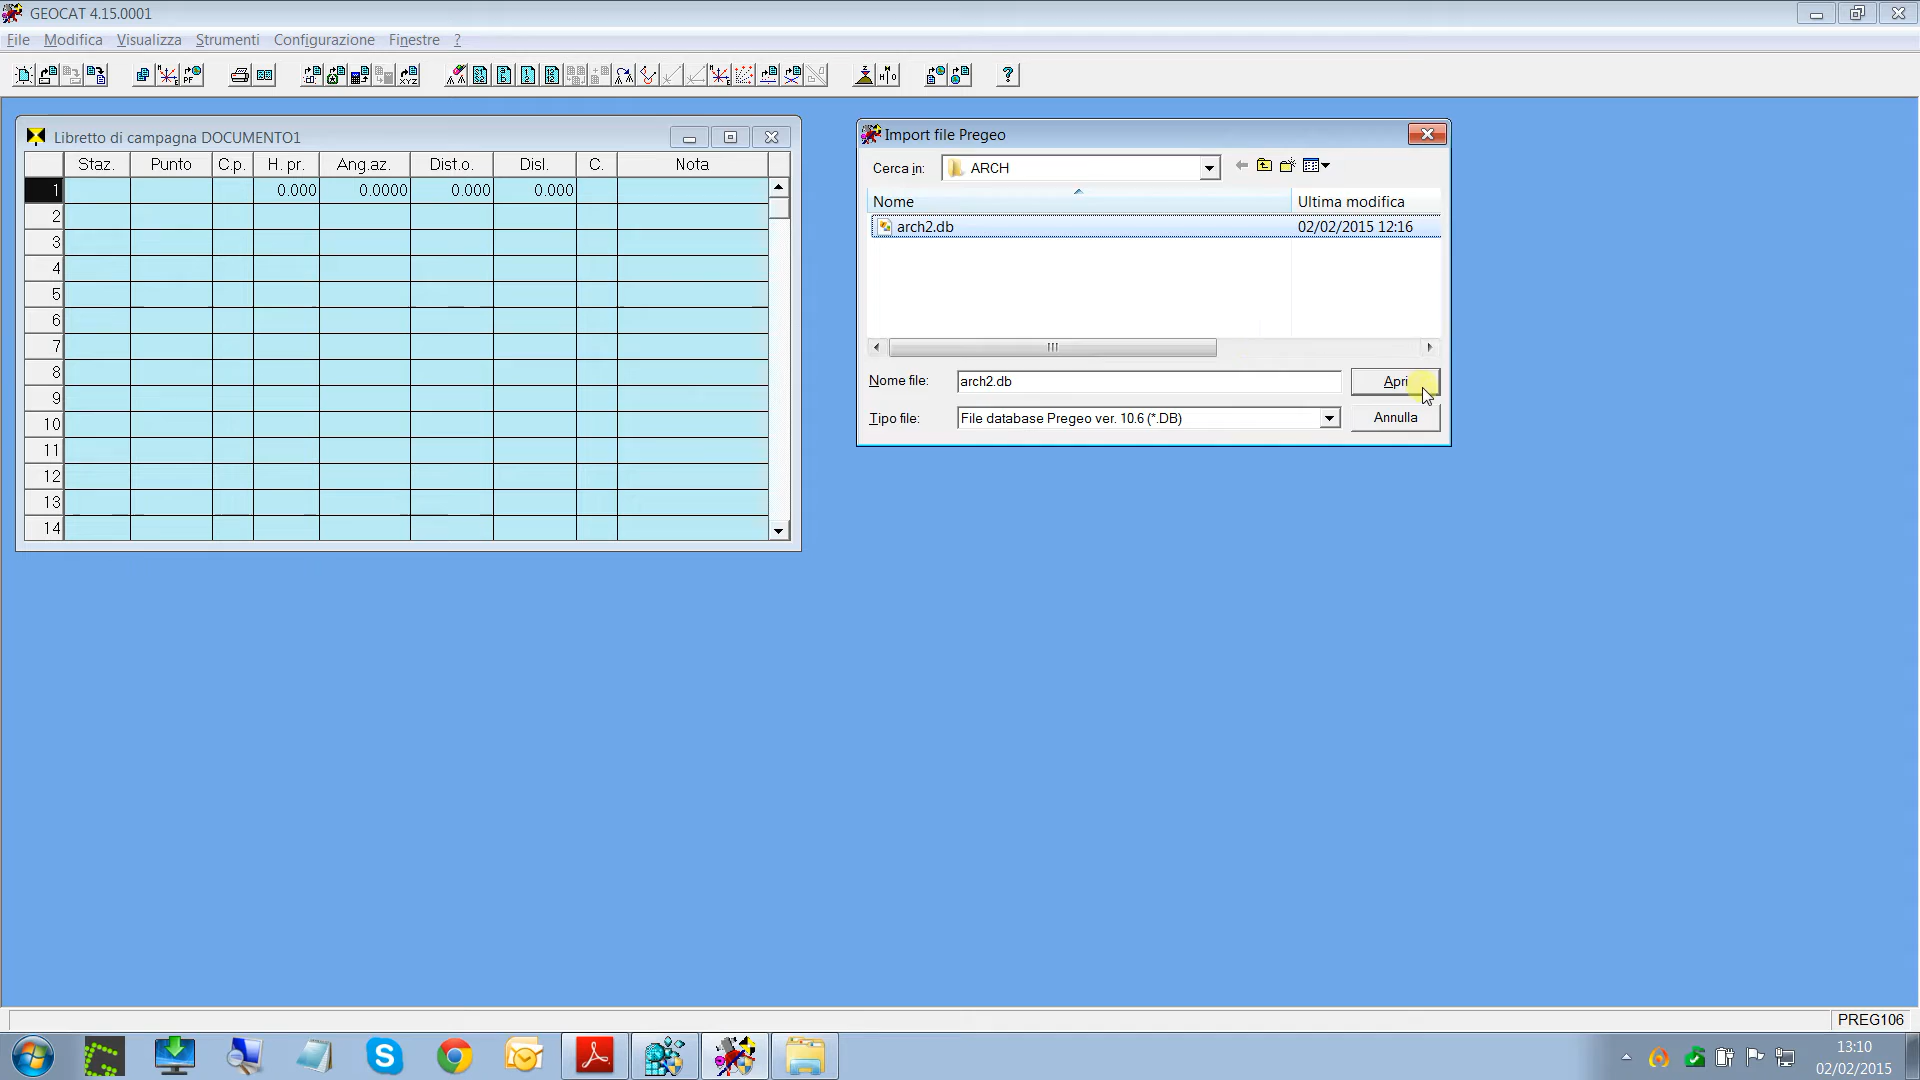 GEOCAT 4.15.0001
File Modifica Visualizza Strumenti Configurazione Finestre ?
Libretto di campagna DOCUMENTO1
Staz. Punto C.p. H. pr. Ang.az. Dist.o. Disl. C. Nota
1 0.000 0.0000 0.000 0.000
2
3
4
5
6
7
8
9
10
11
12
13
14
Import file Pregeo
Cerca in: ARCH
Nome Ultima modifica
arch2.db 02/02/2015 12:16
Nome file: arch2.db Apri
Tipo file: File database Pregeo ver. 10.6 (*.DB) Annulla
PREG106
13:10
02/02/2015